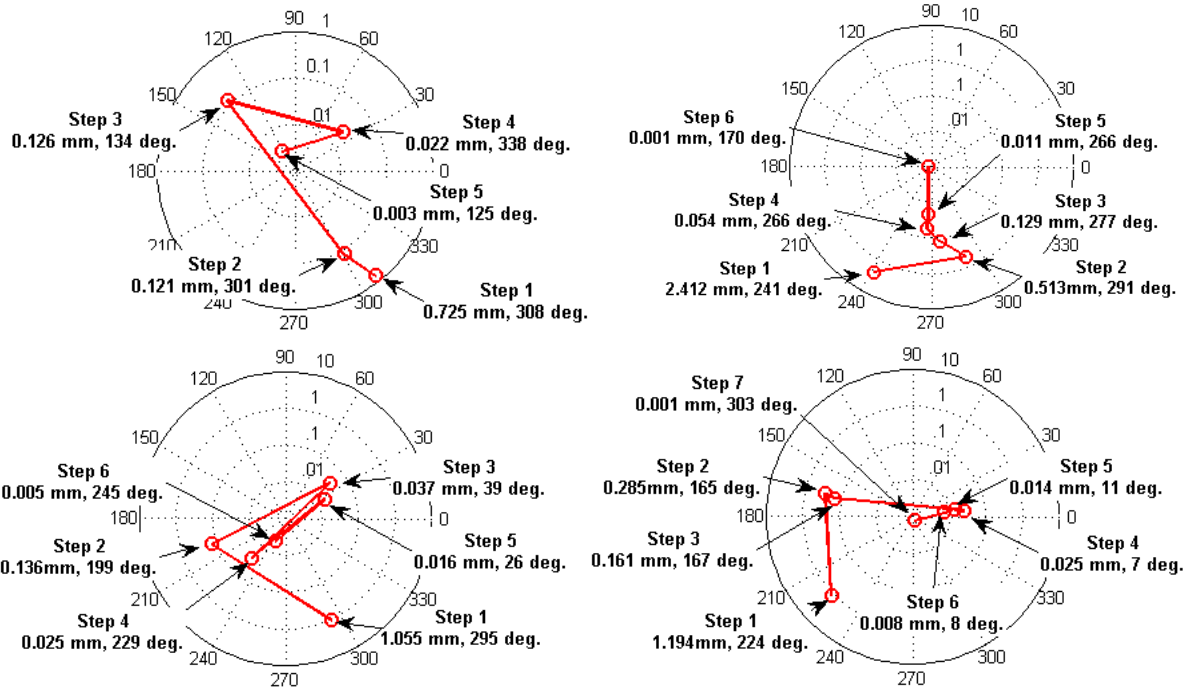 90
1
120
60
0.1
150
30
.01
Step 3
0.126 mm, 134 deg.
Step 4
0.022 mm, 338 deg.
180
0
Step 5
0.003 mm, 125 deg.
210
330
Step 2
0.121 mm, 301 deg.
240
300
270
Step 1
0.725 mm, 308 deg.
90
10
120
60
1
150
30
.1
01
Step 6
0.001 mm, 170 deg.
Step 5
0.011 mm, 266 deg.
180
0
Step 4
0.054 mm, 266 deg.
Step 3
0.129 mm, 277 deg.
210
Step 1
2.412 mm, 241 deg.
Step 2
0.513mm, 291 deg.
240
300
270
90
10
120
60
1
150
30
.1
01
Step 6
0.005 mm, 245 deg.
Step 3
0.037 mm, 39 deg.
180
0
Step 2
0.136mm, 199 deg.
Step 5
0.016 mm, 26 deg.
210
330
Step 4
0.025 mm, 229 deg.
Step 1
1.055 mm, 295 deg.
240
300
270
90
10
120
60
Step 7
0.001 mm, 303 deg.
1
150
30
.1
01
Step 2
0.285mm, 165 deg.
Step 5
0.014 mm, 11 deg.
180
0
Step 3
0.161 mm, 167 deg.
Step 4
0.025 mm, 7 deg.
210
330
Step 1
1.194mm, 224 deg.
Step 6
0.008 mm, 8 deg.
240
300
270